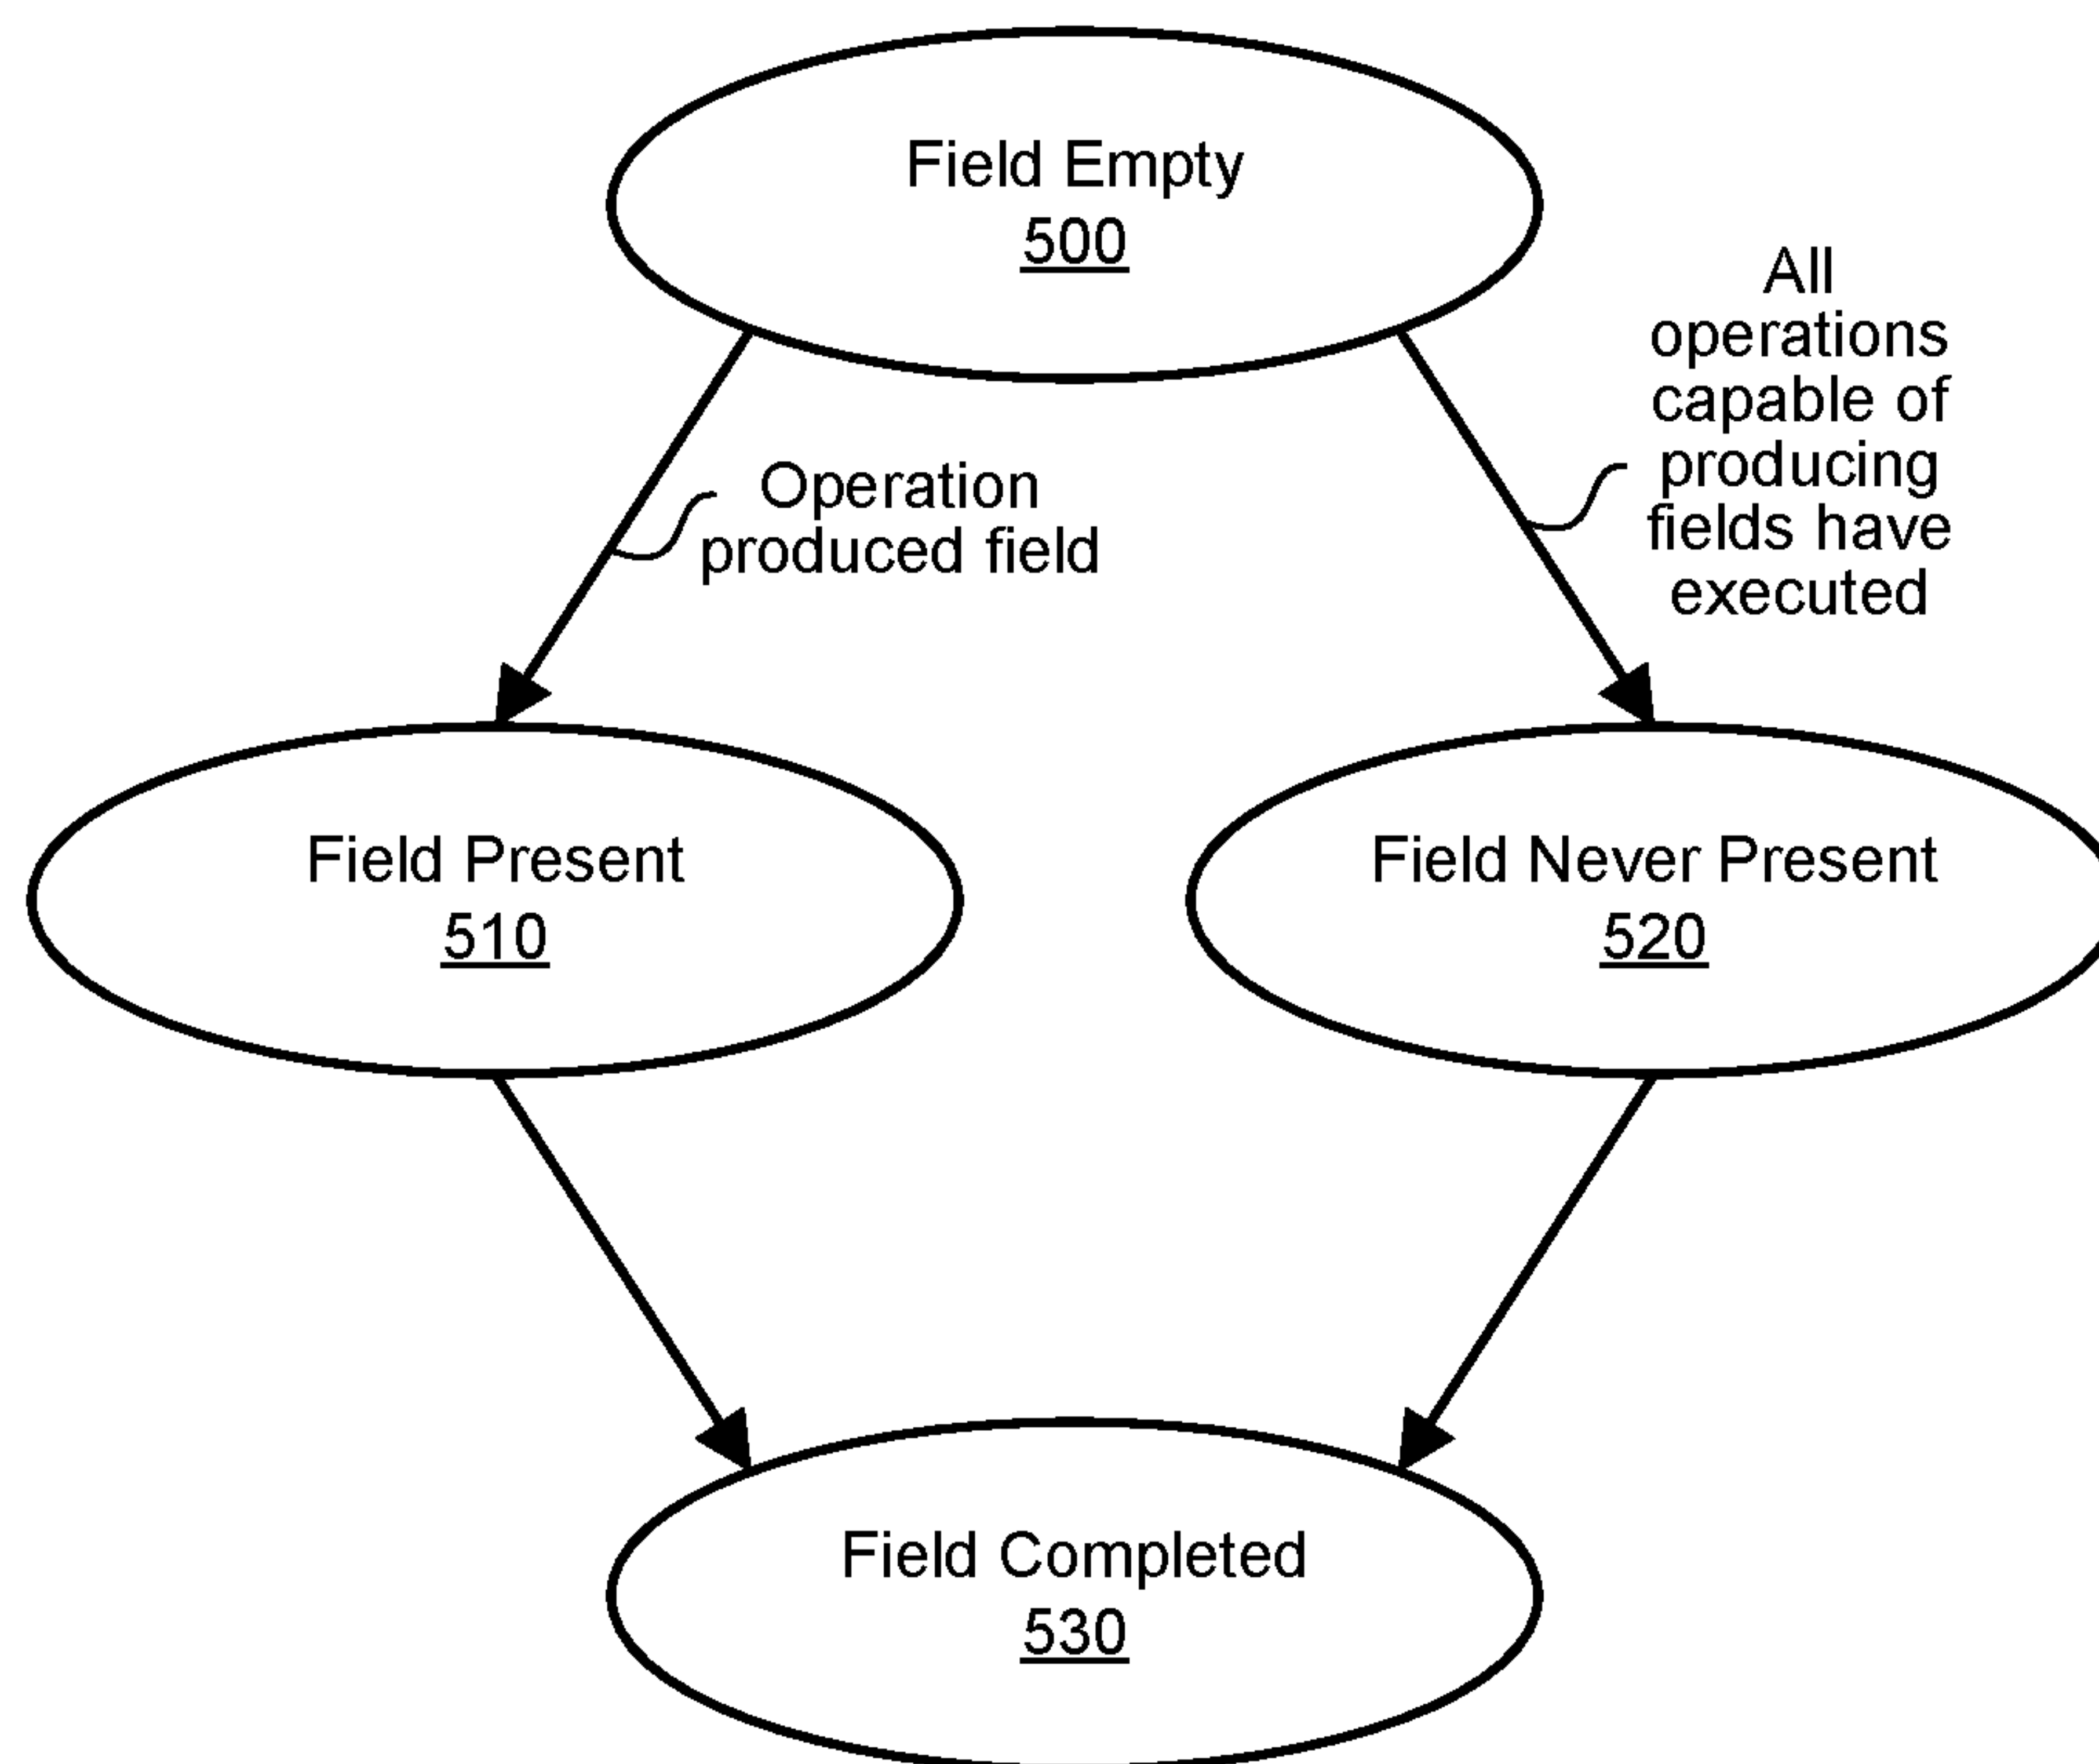 Field Empty
500
All
operations
capable of
producing
fields have
executed
Operation
produced field
Field Present
510
Field Never Present
520
Field Completed
530